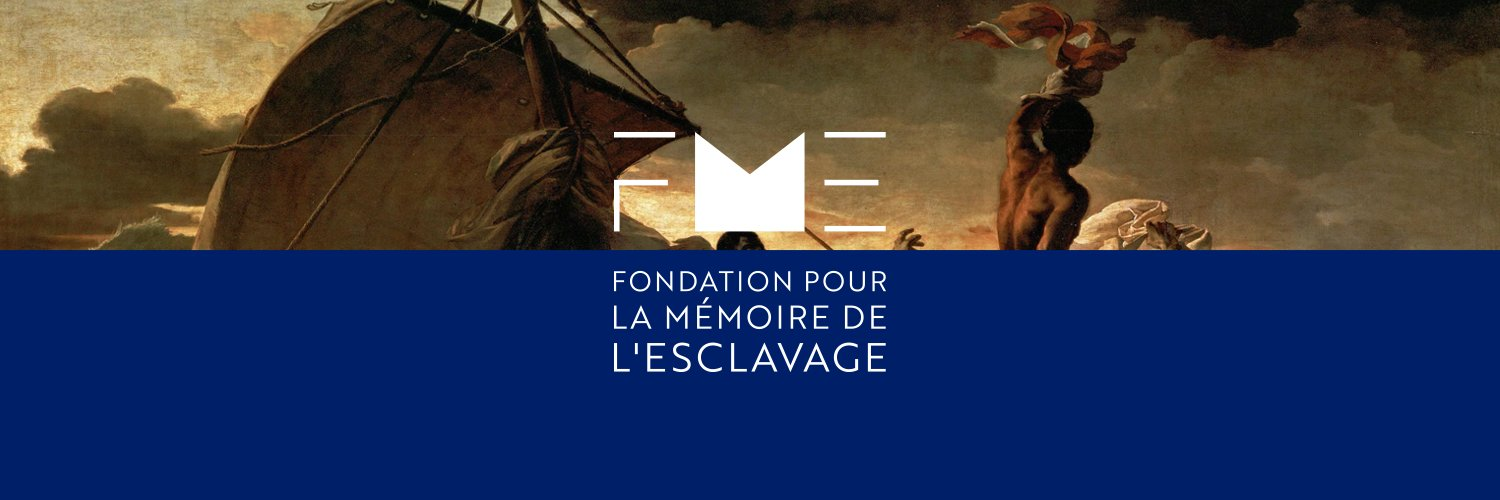 FME
FONDATION POUR
LA MÉMOIRE DE
L'ESCLAVAGE